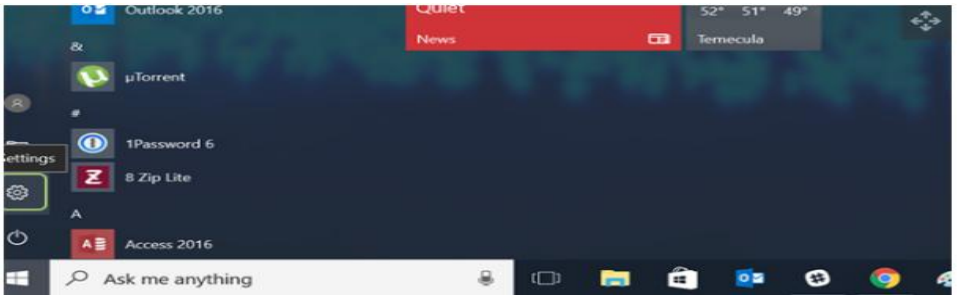 Outlook 2016
Quiet
52° 51° 49°
News
Temecula
&
µTorrent
#
1Password 6
Settings
8 Zip Lite
A
Access 2016
Ask me anything